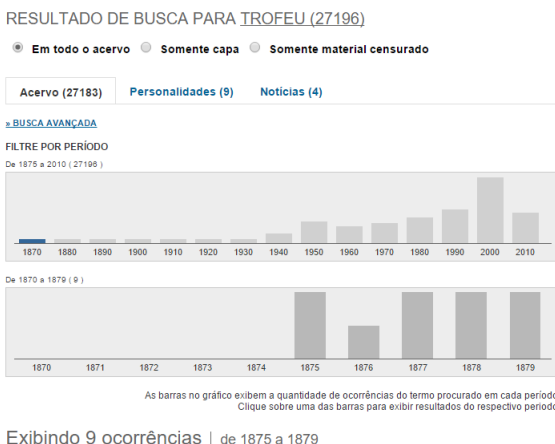 RESULTADO DE BUSCA PARA TROFEU (27196)
Em todo o acervo Somente capa Somente material censurado
Acervo (27183) Personalidades (9) Notícias (4)
» BUSCA AVANÇADA
FILTRE POR PERÍODO
De 1875 a 2010 ( 27196 )
1870 1880 1890 1900 1910 1920 1930 1940 1950 1960 1970 1980 1990 2000 2010
De 1870 a 1879 ( 9 )
1870 1871 1872 1873 1874 1875 1876 1877 1878 1879
As barras no gráfico exibem a quantidade de ocorrências do termo procurado em cada período
Clique sobre uma das barras para exibir resultados do respectivo período
Exibindo 9 ocorrências | de 1875 a 1879